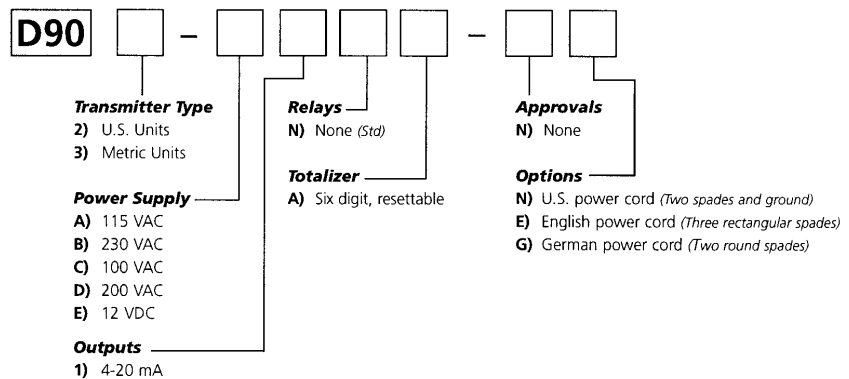 D90 – –
Transmitter Type
2) U.S. Units
3) Metric Units
Power Supply
A) 115 VAC
B) 230 VAC
C) 100 VAC
D) 200 VAC
E) 12 VDC
Outputs
1) 4-20 mA
Relays
N) None (Std)
Totalizer
A) Six digit, resettable
Approvals
N) None
Options
N) U.S. power cord (Two spades and ground)
E) English power cord (Three rectangular spades)
G) German power cord (Two round spades)